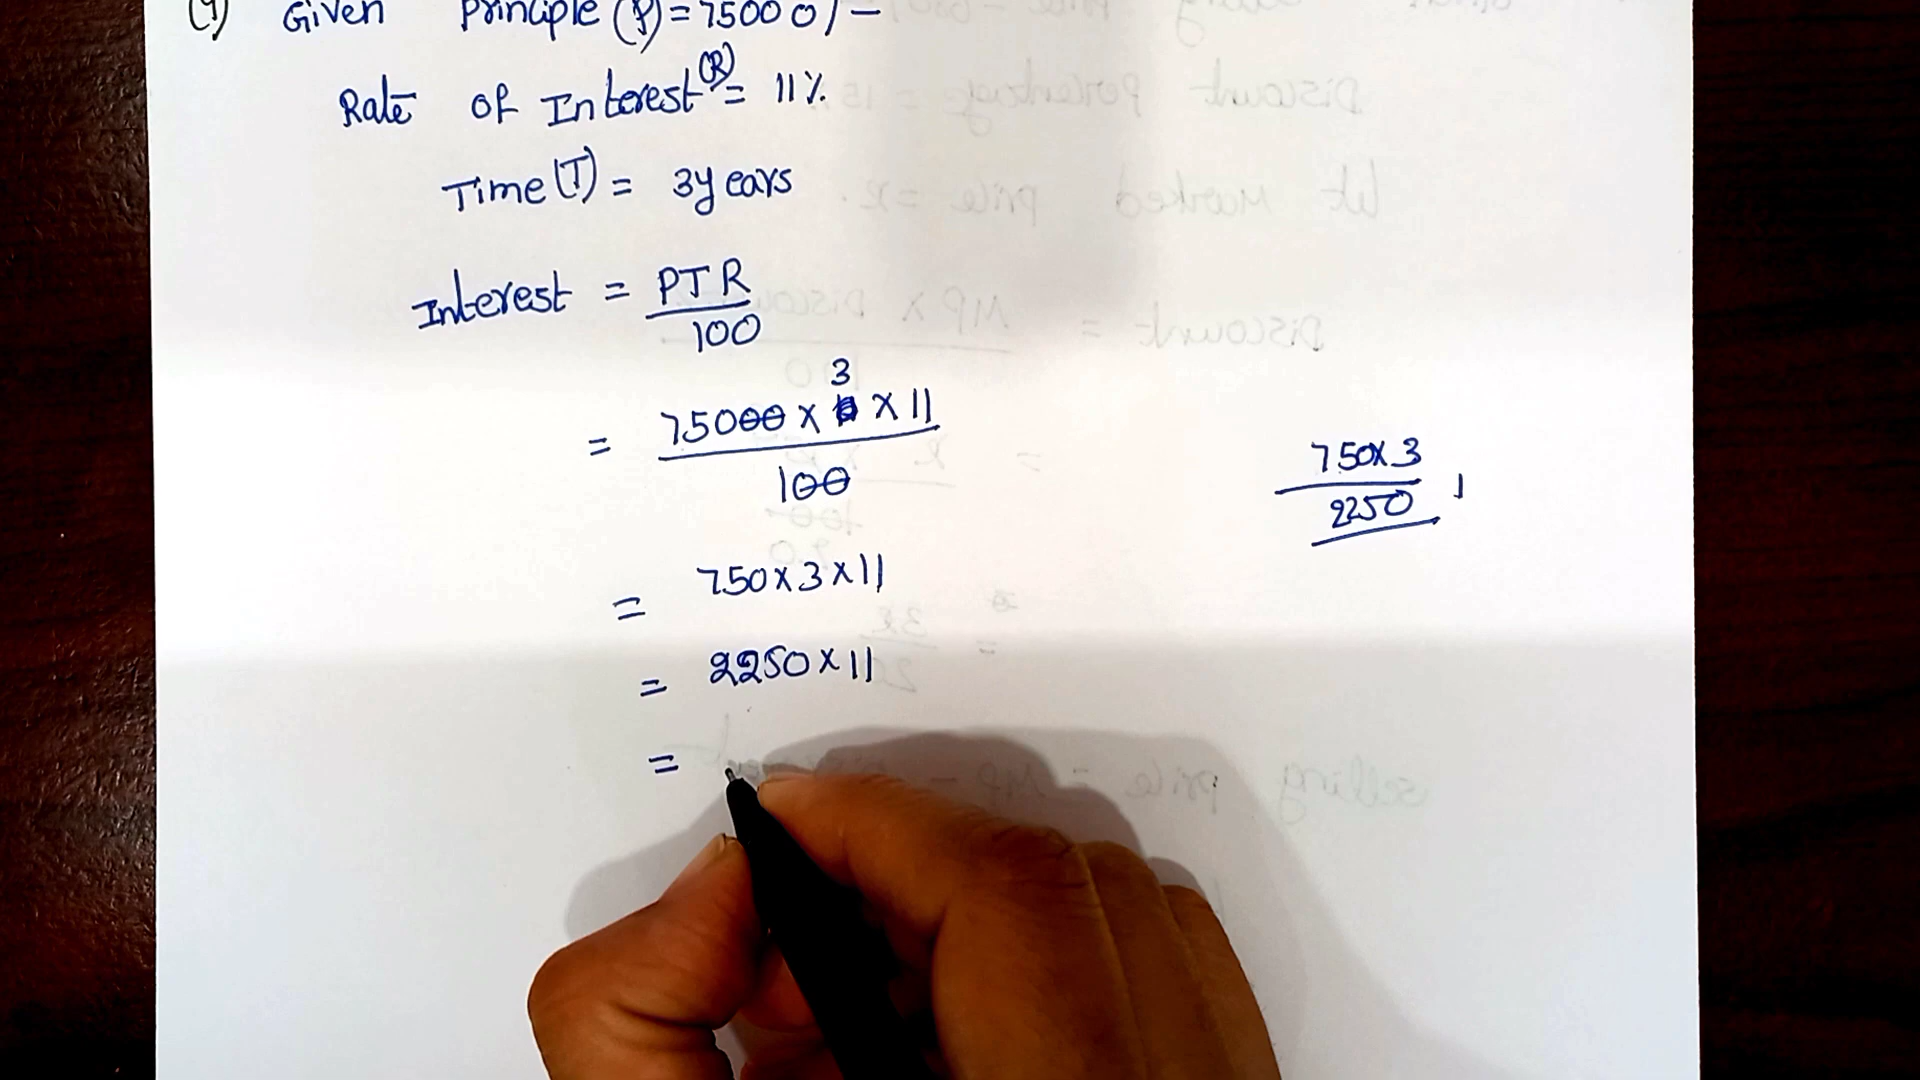 (9) Given Principle (P) = 75000/-
Rate of Interest (R) = 11%
Time (T) = 3years
Interest = PTR
100
3
= 75000 x x 11
100
= 750 x 3 x 11
= 2250 x 11
=
750x3
2250